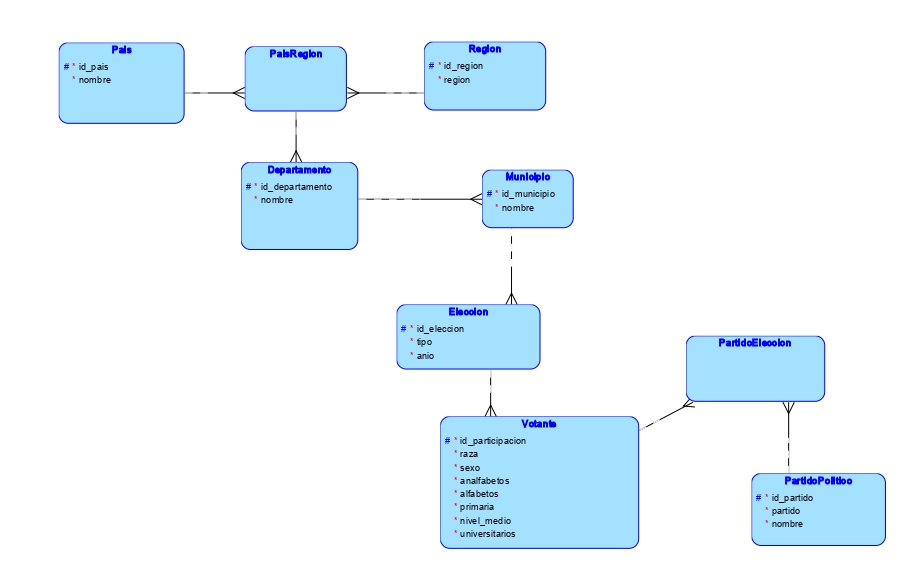 Pais
# * id_pais
* nombre
PaisRegion
Region
# * id_region
* region
Departamento
# * id_departamento
* nombre
Municipio
# * id_municipio
* nombre
Eleccion
# * id_eleccion
* tipo
* anio
PartidoEleccion
Votante
# * id_participacion
* raza
* sexo
* analfabetos
* alfabetos
* primaria
* nivel_medio
* universitarios
PartidoPolitico
# * id_partido
* partido
* nombre